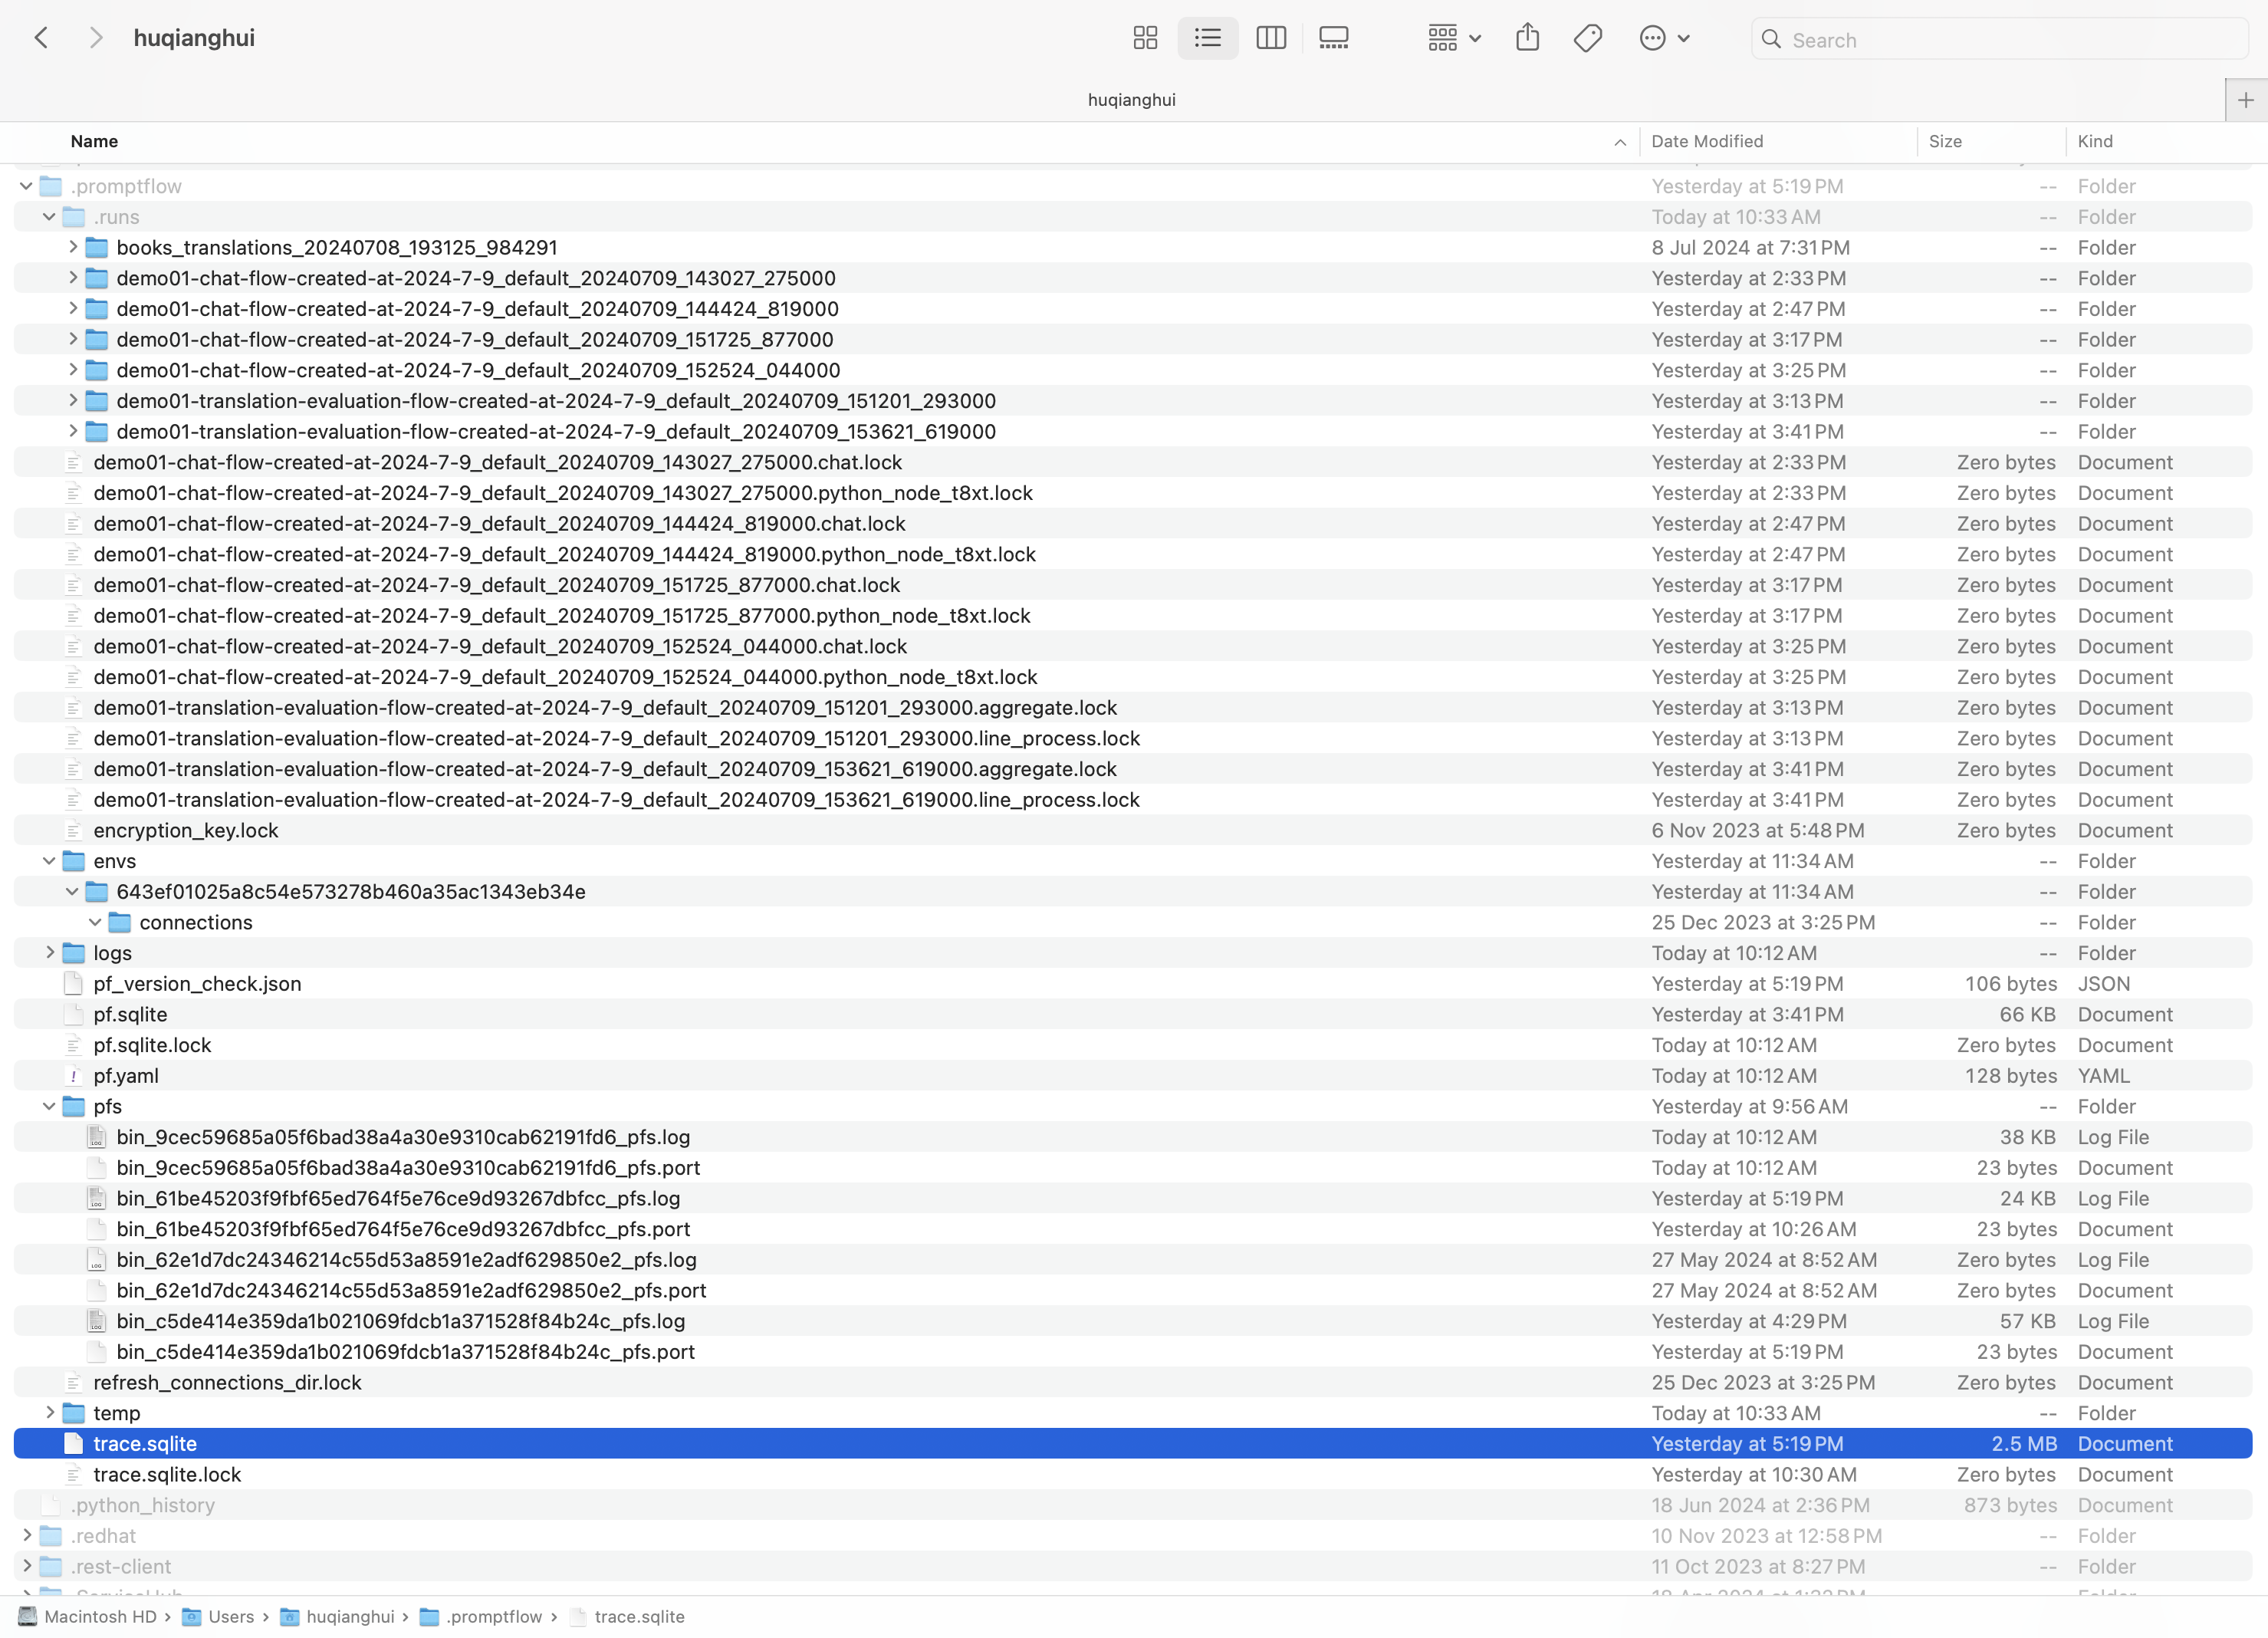 huqianghui
Search
huqianghui
Name Date Modified Size Kind
.promptflow Yesterday at 5:19 PM -- Folder
.runs Today at 10:33 AM -- Folder
books_translations_20240708_193125_984291 8 Jul 2024 at 7:31 PM -- Folder
demo01-chat-flow-created-at-2024-7-9_default_20240709_143027_275000 Yesterday at 2:33 PM -- Folder
demo01-chat-flow-created-at-2024-7-9_default_20240709_144424_819000 Yesterday at 2:47 PM -- Folder
demo01-chat-flow-created-at-2024-7-9_default_20240709_151725_877000 Yesterday at 3:17 PM -- Folder
demo01-chat-flow-created-at-2024-7-9_default_20240709_152524_044000 Yesterday at 3:25 PM -- Folder
demo01-translation-evaluation-flow-created-at-2024-7-9_default_20240709_151201_293000 Yesterday at 3:13 PM -- Folder
demo01-translation-evaluation-flow-created-at-2024-7-9_default_20240709_153621_619000 Yesterday at 3:41 PM -- Folder
demo01-chat-flow-created-at-2024-7-9_default_20240709_143027_275000.chat.lock Yesterday at 2:33 PM Zero bytes Document
demo01-chat-flow-created-at-2024-7-9_default_20240709_143027_275000.python_node_t8xt.lock Yesterday at 2:33 PM Zero bytes Document
demo01-chat-flow-created-at-2024-7-9_default_20240709_144424_819000.chat.lock Yesterday at 2:47 PM Zero bytes Document
demo01-chat-flow-created-at-2024-7-9_default_20240709_144424_819000.python_node_t8xt.lock Yesterday at 2:47 PM Zero bytes Document
demo01-chat-flow-created-at-2024-7-9_default_20240709_151725_877000.chat.lock Yesterday at 3:17 PM Zero bytes Document
demo01-chat-flow-created-at-2024-7-9_default_20240709_151725_877000.python_node_t8xt.lock Yesterday at 3:17 PM Zero bytes Document
demo01-chat-flow-created-at-2024-7-9_default_20240709_152524_044000.chat.lock Yesterday at 3:25 PM Zero bytes Document
demo01-chat-flow-created-at-2024-7-9_default_20240709_152524_044000.python_node_t8xt.lock Yesterday at 3:25 PM Zero bytes Document
demo01-translation-evaluation-flow-created-at-2024-7-9_default_20240709_151201_293000.aggregate.lock Yesterday at 3:13 PM Zero bytes Document
demo01-translation-evaluation-flow-created-at-2024-7-9_default_20240709_151201_293000.line_process.lock Yesterday at 3:13 PM Zero bytes Document
demo01-translation-evaluation-flow-created-at-2024-7-9_default_20240709_153621_619000.aggregate.lock Yesterday at 3:41 PM Zero bytes Document
demo01-translation-evaluation-flow-created-at-2024-7-9_default_20240709_153621_619000.line_process.lock Yesterday at 3:41 PM Zero bytes Document
encryption_key.lock 6 Nov 2023 at 5:48 PM Zero bytes Document
envs Yesterday at 11:34 AM -- Folder
643ef01025a8c54e573278b460a35ac1343eb34e Yesterday at 11:34 AM -- Folder
connections 25 Dec 2023 at 3:25 PM -- Folder
logs Today at 10:12 AM -- Folder
pf_version_check.json Yesterday at 5:19 PM 106 bytes JSON
pf.sqlite Yesterday at 3:41 PM 66 KB Document
pf.sqlite.lock Today at 10:12 AM Zero bytes Document
pf.yaml Today at 10:12 AM 128 bytes YAML
pfs Yesterday at 9:56 AM -- Folder
bin_9cec59685a05f6bad38a4a30e9310cab62191fd6_pfs.log Today at 10:12 AM 38 KB Log File
bin_9cec59685a05f6bad38a4a30e9310cab62191fd6_pfs.port Today at 10:12 AM 23 bytes Document
bin_61be45203f9fbf65ed764f5e76ce9d93267dbfcc_pfs.log Yesterday at 5:19 PM 24 KB Log File
bin_61be45203f9fbf65ed764f5e76ce9d93267dbfcc_pfs.port Yesterday at 10:26 AM 23 bytes Document
bin_62e1d7dc24346214c55d53a8591e2adf629850e2_pfs.log 27 May 2024 at 8:52 AM Zero bytes Log File
bin_62e1d7dc24346214c55d53a8591e2adf629850e2_pfs.port 27 May 2024 at 8:52 AM Zero bytes Document
bin_c5de414e359da1b021069fdcb1a371528f84b24c_pfs.log Yesterday at 4:29 PM 57 KB Log File
bin_c5de414e359da1b021069fdcb1a371528f84b24c_pfs.port Yesterday at 5:19 PM 23 bytes Document
refresh_connections_dir.lock 25 Dec 2023 at 3:25 PM Zero bytes Document
temp Today at 10:33 AM -- Folder
trace.sqlite Yesterday at 5:19 PM 2.5 MB Document
trace.sqlite.lock Yesterday at 10:30 AM Zero bytes Document
.python_history 18 Jun 2024 at 2:36 PM 873 bytes Document
.redhat 10 Nov 2023 at 12:58 PM -- Folder
.rest-client 11 Oct 2023 at 8:27 PM -- Folder
Macintosh HD › Users › huqianghui › .promptflow › trace.sqlite